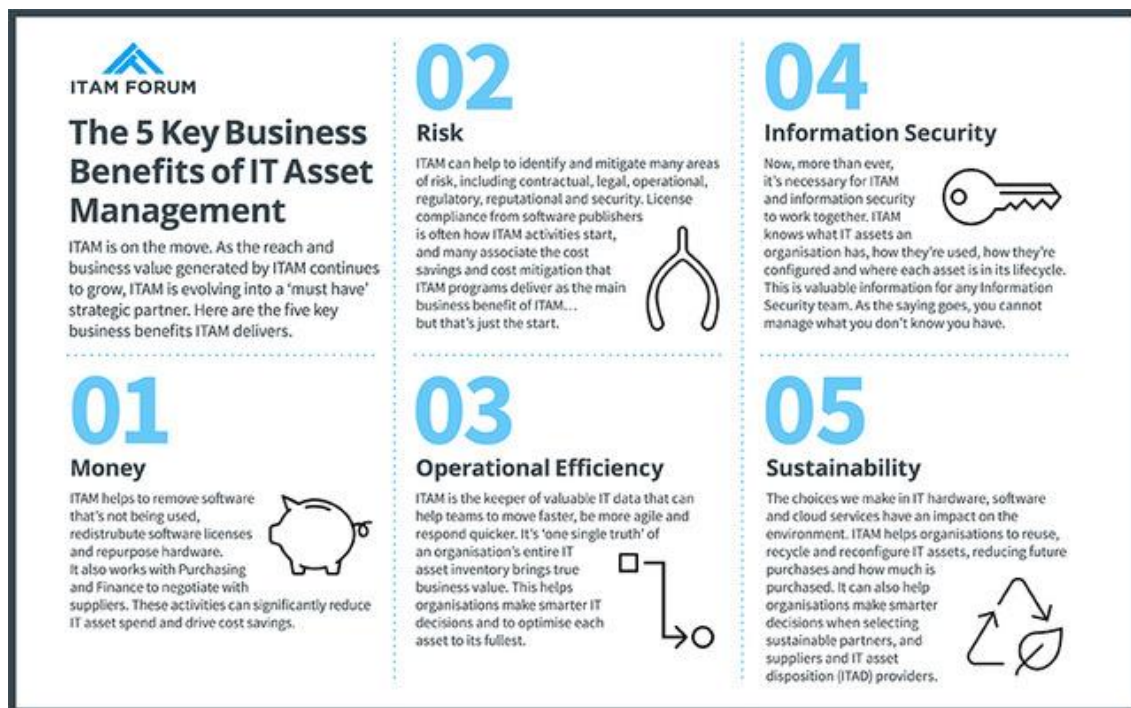 ITAM FORUM
The 5 Key Business
Benefits of IT Asset
Management
ITAM is on the move. As the reach and
business value generated by ITAM continues
to grow, ITAM is evolving into a ‘must have’
strategic partner. Here are the five key
business benefits ITAM delivers.
01
Money
ITAM helps to remove software
that’s not being used,
redistrubute software licenses
and repurpose hardware.
It also works with Purchasing
and Finance to negotiate with
suppliers. These activities can significantly reduce
IT asset spend and drive cost savings.
02
Risk
ITAM can help to identify and mitigate many areas
of risk, including contractual, legal, operational,
regulatory, reputational and security. License
compliance from software publishers
is often how ITAM activities start,
and many associate the cost
savings and cost mitigation that
ITAM programs deliver as the main
business benefit of ITAM...
but that’s just the start.
03
Operational Efficiency
ITAM is the keeper of valuable IT data that can
help teams to move faster, be more agile and
respond quicker. It’s ‘one single truth’ of
an organisation’s entire IT
asset inventory brings true
business value. This helps
organisations make smarter IT
decisions and to optimise each
asset to its fullest.
04
Information Security
Now, more than ever,
it’s necessary for ITAM
and information security
to work together. ITAM
knows what IT assets an
organisation has, how they’re used, how they’re
configured and where each asset is in its lifecycle.
This is valuable information for any Information
Security team. As the saying goes, you cannot
manage what you don’t know you have.
05
Sustainability
The choices we make in IT hardware, software
and cloud services have an impact on the
environment. ITAM helps organisations to reuse,
recycle and reconfigure IT assets, reducing future
purchases and how much is
purchased. It can also help
organisations make smarter
decisions when selecting
sustainable partners, and
suppliers and IT asset
disposition (ITAD) providers.